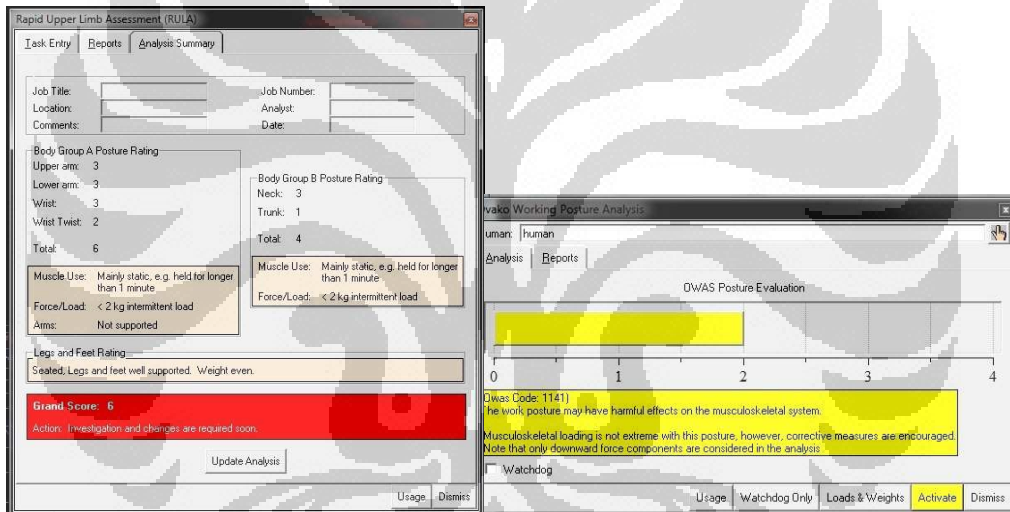 Rapid Upper Limb Assessment (RULA)
Task Entry Reports Analysis Summary
Job Title: Job Number:
Location: Analyst:
Comments: Date:
Body Group A Posture Rating
Upper arm: 3
Lower arm: 3
Wrist: 3
Wrist Twist: 2
Total: 6
Muscle Use: Mainly static, e.g. held for longer
than 1 minute
Force/Load: < 2 kg intermittent load
Arms: Not supported
Body Group B Posture Rating
Neck: 3
Trunk: 1
Total: 4
Muscle Use: Mainly static, e.g. held for longer
than 1 minute
Force/Load: < 2 kg intermittent load
Legs and Feet Rating
Seated, Legs and feet well supported. Weight even.
Grand Score: 6
Action: Investigation and changes are required soon.
Update Analysis
Usage Dismiss
vako Working Posture Analysis
uman: human
Analysis Reports
OWAS Posture Evaluation
0 1 2 3 4
Owas Code: 1141)
he work posture may have harmful effects on the musculoskeletal system.
Musculoskeletal loading is not extreme with this posture, however, corrective measures are encouraged.
Note that only downward force components are considered in the analysis
Watchdog
Usage Watchdog Only Loads & Weights Activate Dismiss